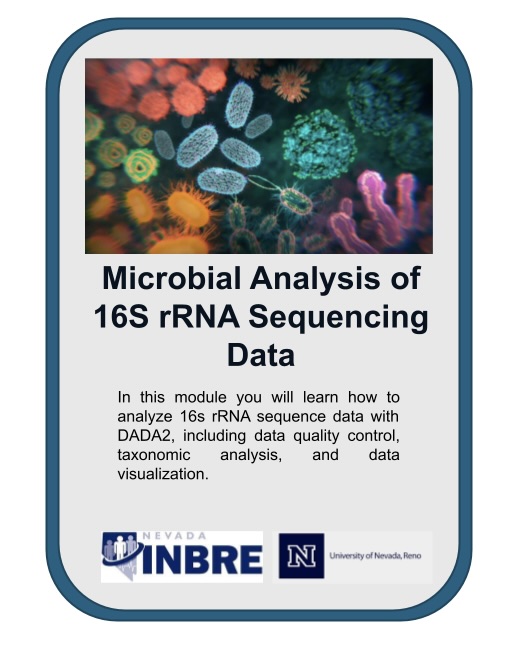 Microbial Analysis of
16S rRNA Sequencing
Data
In this module you will learn how to
analyze 16s rRNA sequence data with
DADA2, including data quality control,
taxonomic analysis, and data
visualization.
NEVADA
INBRE
N
University of Nevada, Reno